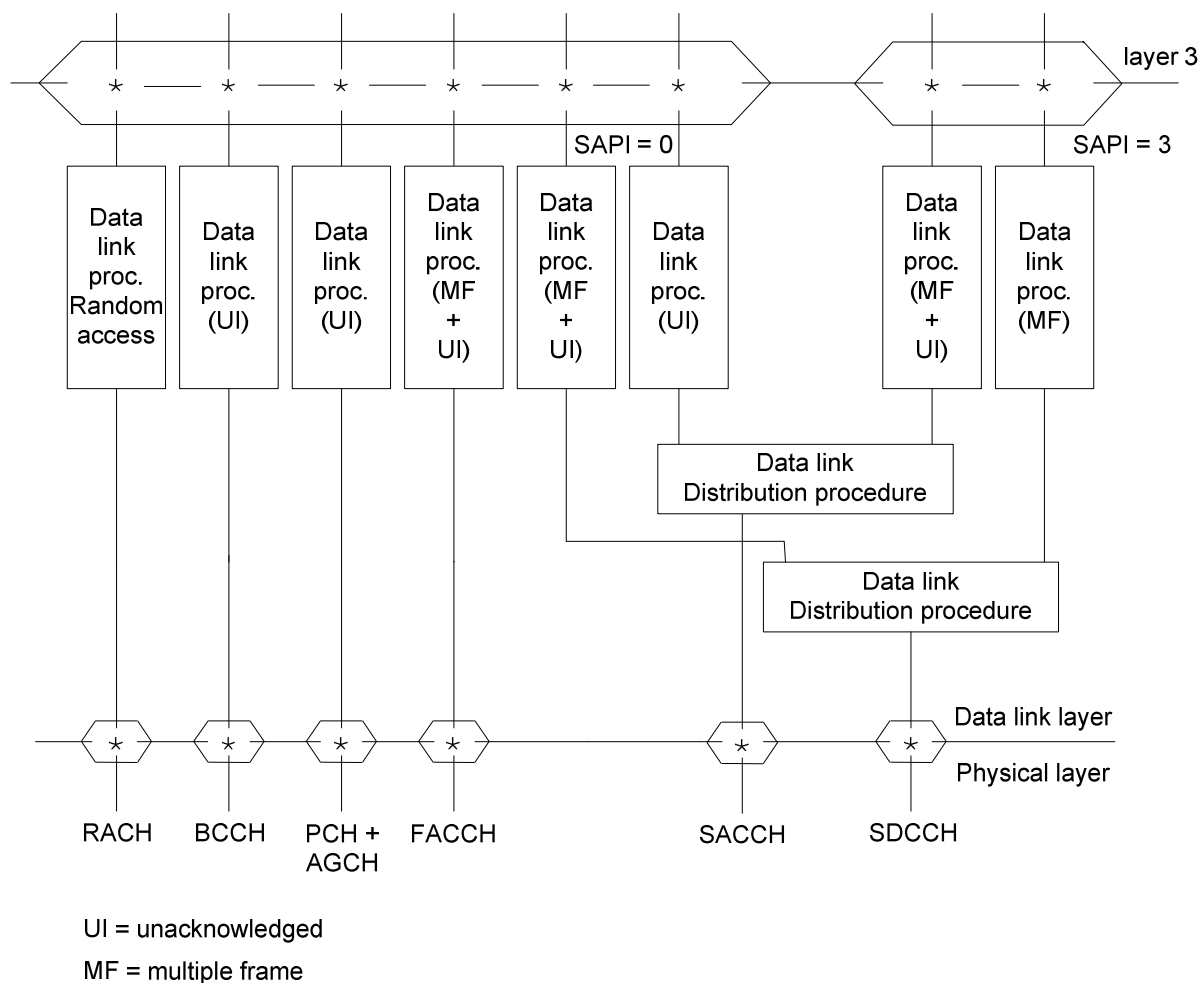 layer 3
* * * * * * * *
SAPI = 0
SAPI = 3
Data
link
proc.
Random
access
Data
link
proc.
(UI)
Data
link
proc.
(UI)
Data
link
proc.
(MF
+
UI)
Data
link
proc.
(MF
+
UI)
Data
link
proc.
(UI)
Data
link
proc.
(MF
+
UI)
Data
link
proc.
(MF)
Data link
Distribution procedure
Data link
Distribution procedure
Data link layer
* * * * * *
Physical layer
RACH
BCCH
PCH +
AGCH
FACCH
SACCH
SDCCH
UI = unacknowledged
MF = multiple frame